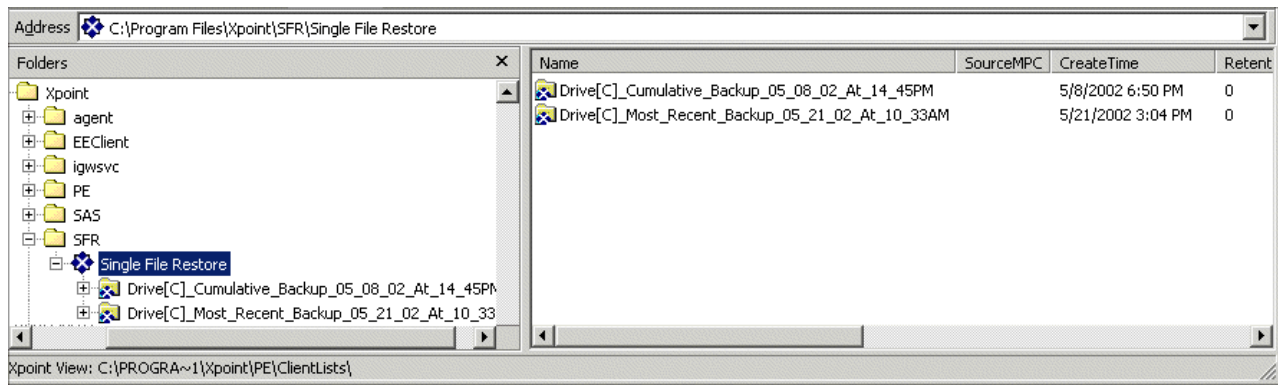 Address C:\Program Files\Xpoint\SFR\Single File Restore
Folders
Xpoint
agent
EEClient
igwsvc
PE
SAS
SFR
Single File Restore
Drive[C]_Cumulative_Backup_05_08_02_At_14_45PM
Drive[C]_Most_Recent_Backup_05_21_02_At_10_33
Name SourceMPC CreateTime Retent
Drive[C]_Cumulative_Backup_05_08_02_At_14_45PM 5/8/2002 6:50 PM 0
Drive[C]_Most_Recent_Backup_05_21_02_At_10_33AM 5/21/2002 3:04 PM 0
Xpoint View: C:\PROGRA~1\Xpoint\PE\ClientLists\